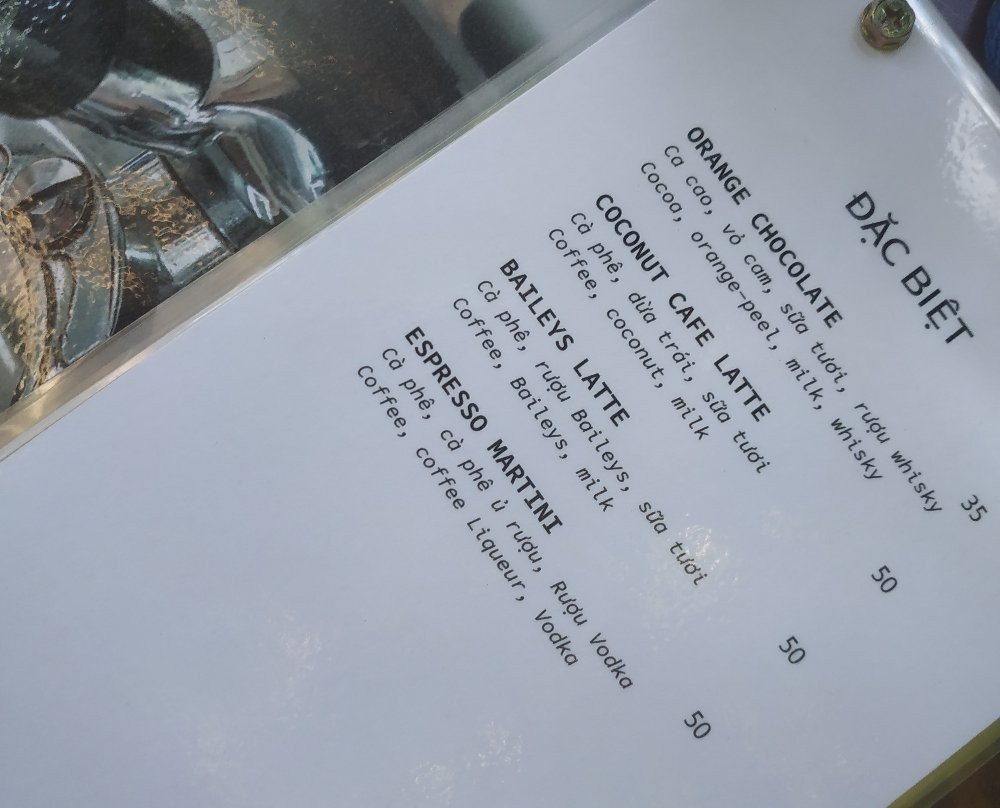 ĐẶC BIỆT
ORANGE CHOCOLATE 35
Ca cao, vỏ cam, sữa tươi, rượu whisky
Cocoa, orange-peel, milk, whisky
COCONUT CAFE LATTE 50
Cà phê, dừa trái, sữa tươi
Coffee, coconut, milk
BAILEYS LATTE 50
Cà phê, rượu Baileys, sữa tươi
Coffee, Baileys, milk
ESPRESSO MARTINI 50
Cà phê, cà phê ủ rượu, Rượu Vodka
Coffee, coffee Liqueur, Vodka